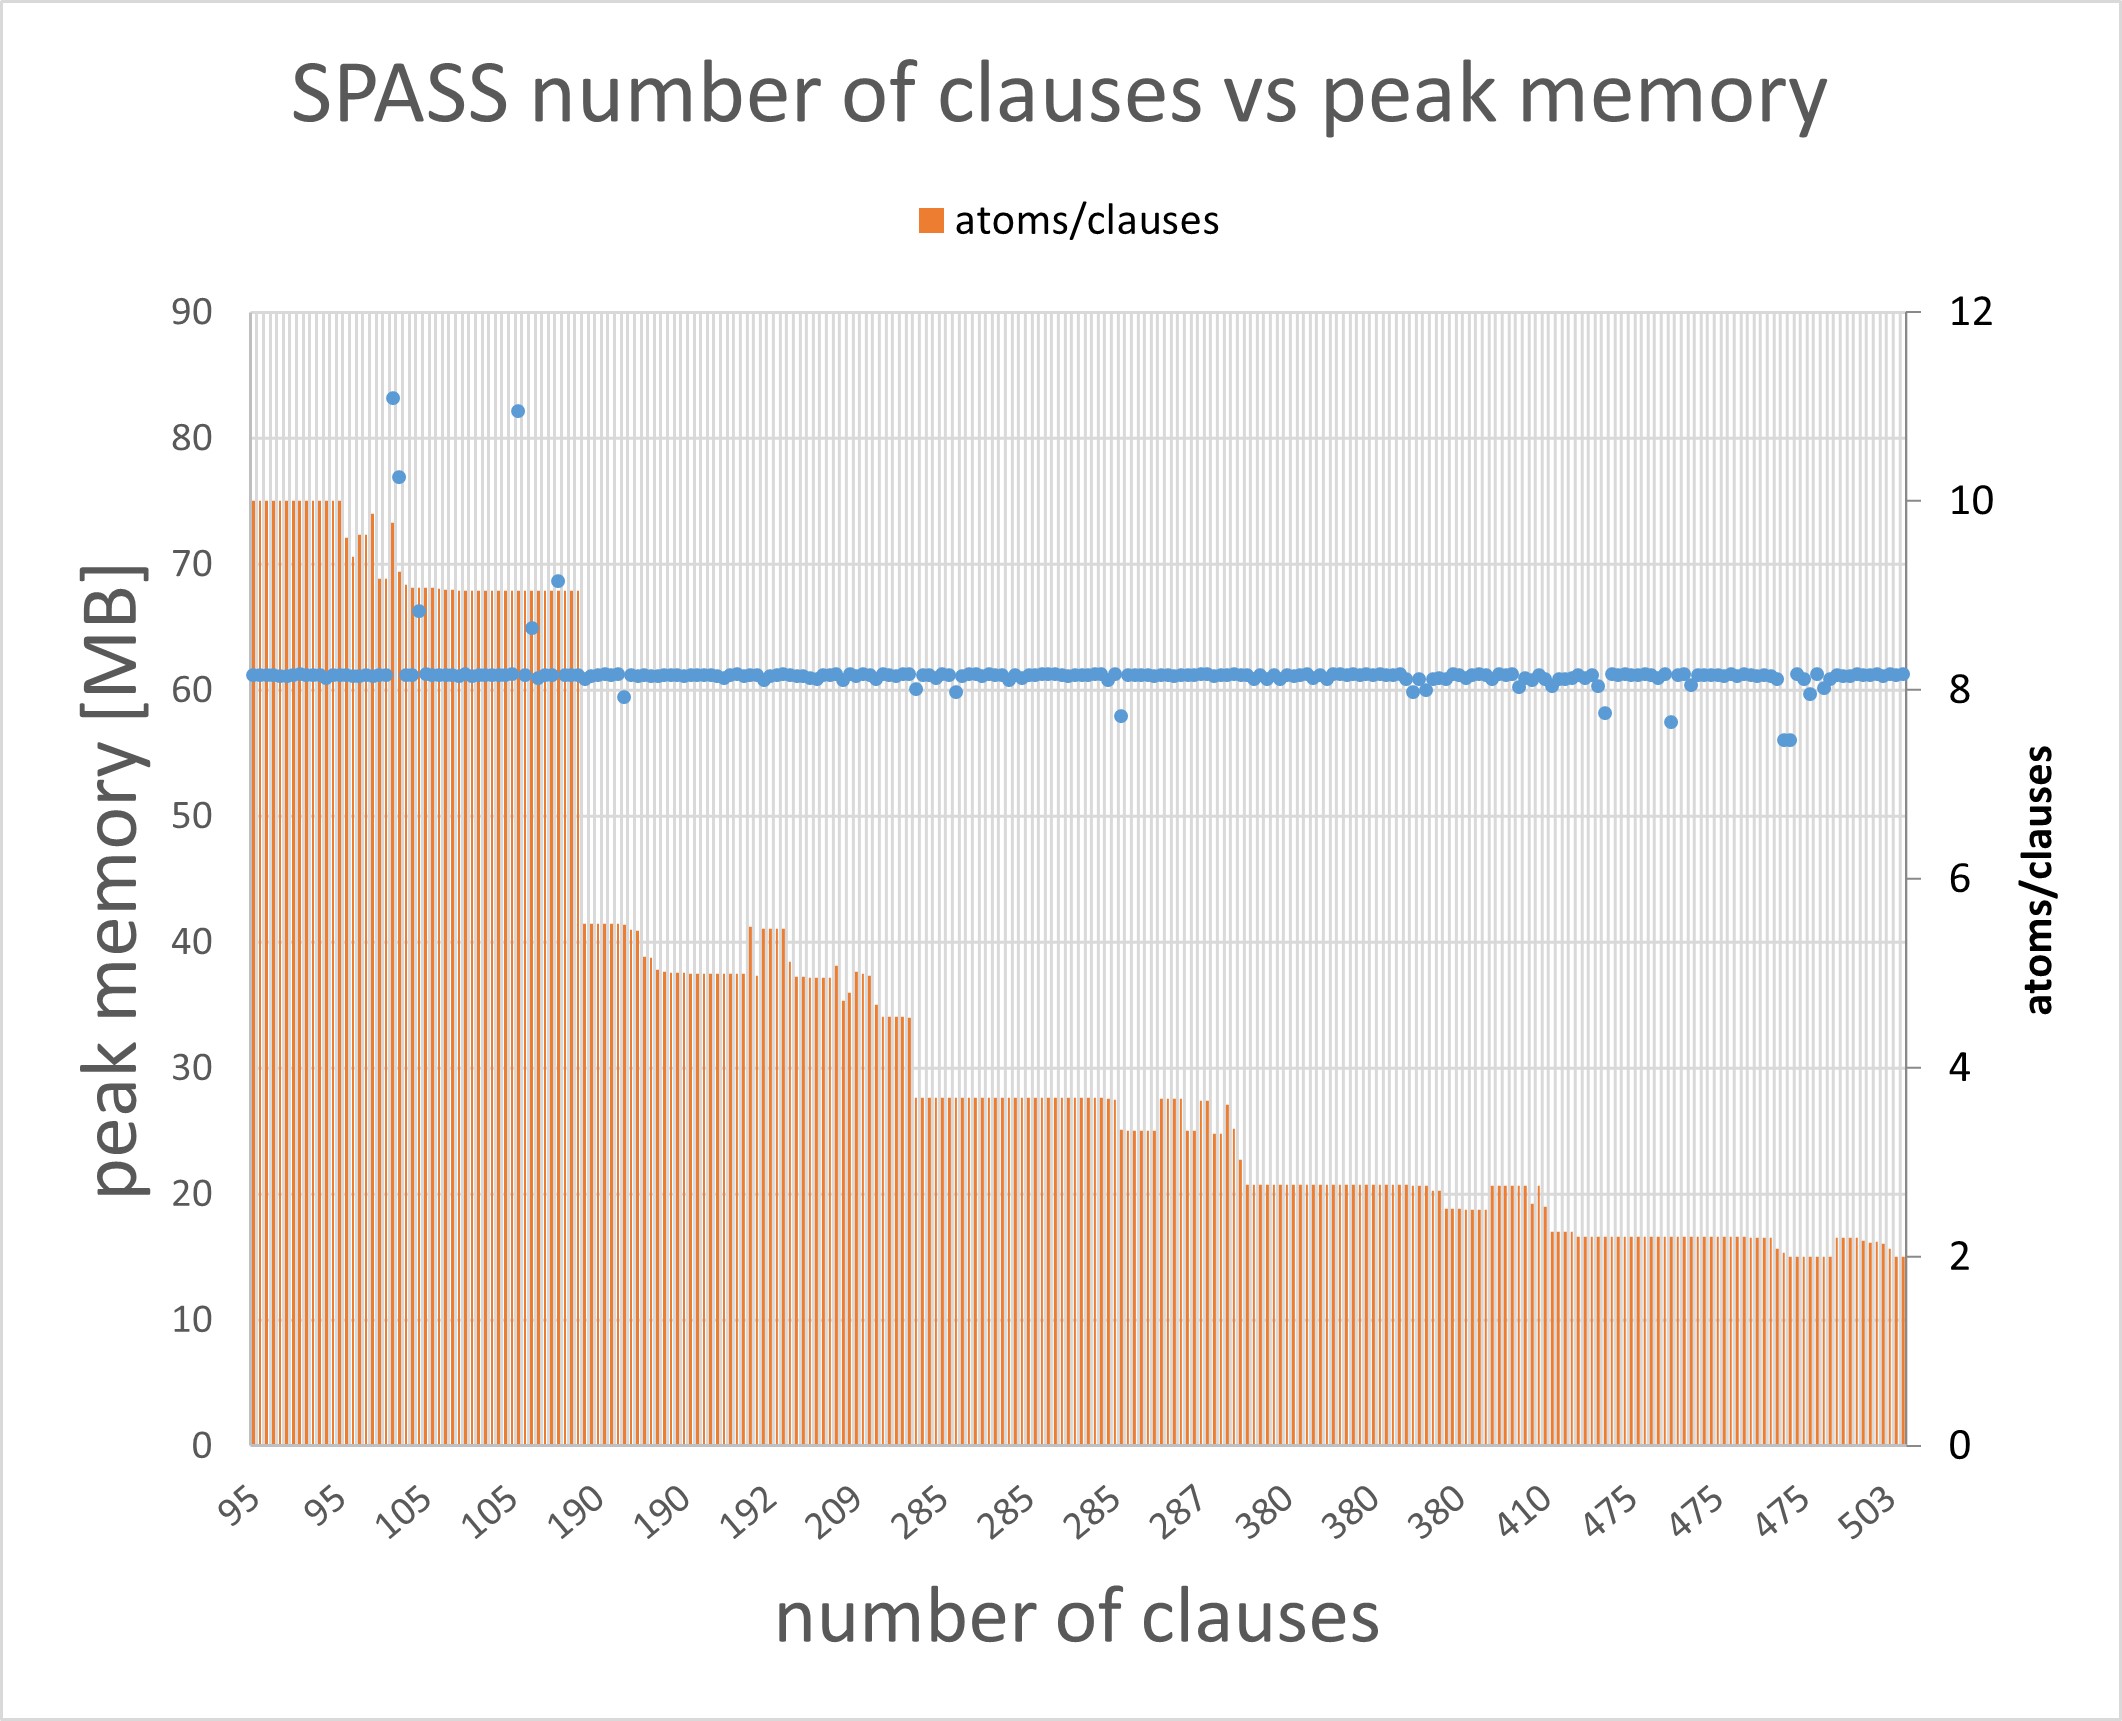 SPASS number of clauses vs peak memory
atoms/clauses
90
80
70
60
50
40
30
20
10
0
peak memory [MB]
12
10
8
6
4
2
0
atoms/clauses
95 95 105 105 190 190 192 209 285 285 285 287 380 380 380 410 475 475 475 503
number of clauses